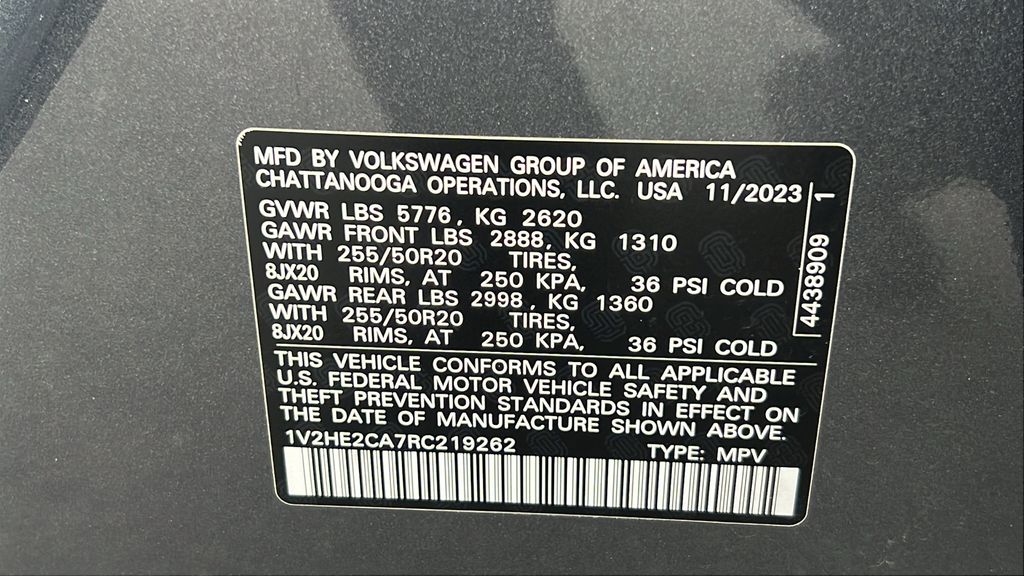 MFD BY VOLKSWAGEN GROUP OF AMERICA
CHATTANOOGA OPERATIONS, LLC. USA 11/2023
GVWR LBS 5776, KG 2620
GAWR FRONT LBS 2888, KG 1310
WITH 255/50R20 TIRES,
8JX20 RIMS, AT 250 KPA, 36 PSI COLD
GAWR REAR LBS 2998, KG 1360
WITH 255/50R20 TIRES,
8JX20 RIMS, AT 250 KPA, 36 PSI COLD
4438909 1
THIS VEHICLE CONFORMS TO ALL APPLICABLE
U.S. FEDERAL MOTOR VEHICLE SAFETY AND
THEFT PREVENTION STANDARDS IN EFFECT ON
THE DATE OF MANUFACTURE SHOWN ABOVE.
1V2HE2CA7RC219262 TYPE: MPV